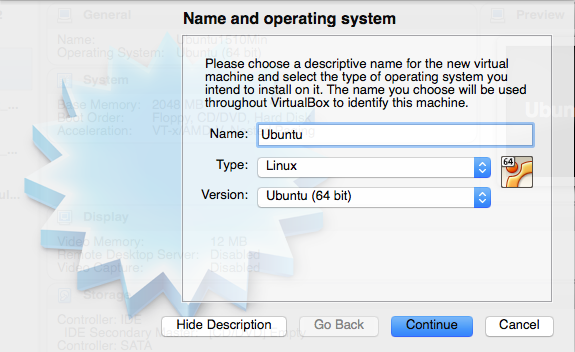 Name and operating system
General
Preview
Name: Ubuntu1510Min
Operating System: Ubuntu (64 bit)
Please choose a descriptive name for the new virtual
machine and select the type of operating system you
intend to install on it. The name you choose will be used
throughout VirtualBox to identify this machine.
System
Base Memory: 2048 MB
Boot Order: Floppy, CD/DVD, Hard Disk
Acceleration:
Name: Ubuntu
Type: Linux
64
Version: Ubuntu (64 bit)
Display
Video Memory: 12 MB
Remote Desktop Server: Disabled
Video Capture: Disabled
Storage
Controller: IDE
IDE Secondary
Controller: SATA
Hide Description
Go Back
Continue
Cancel